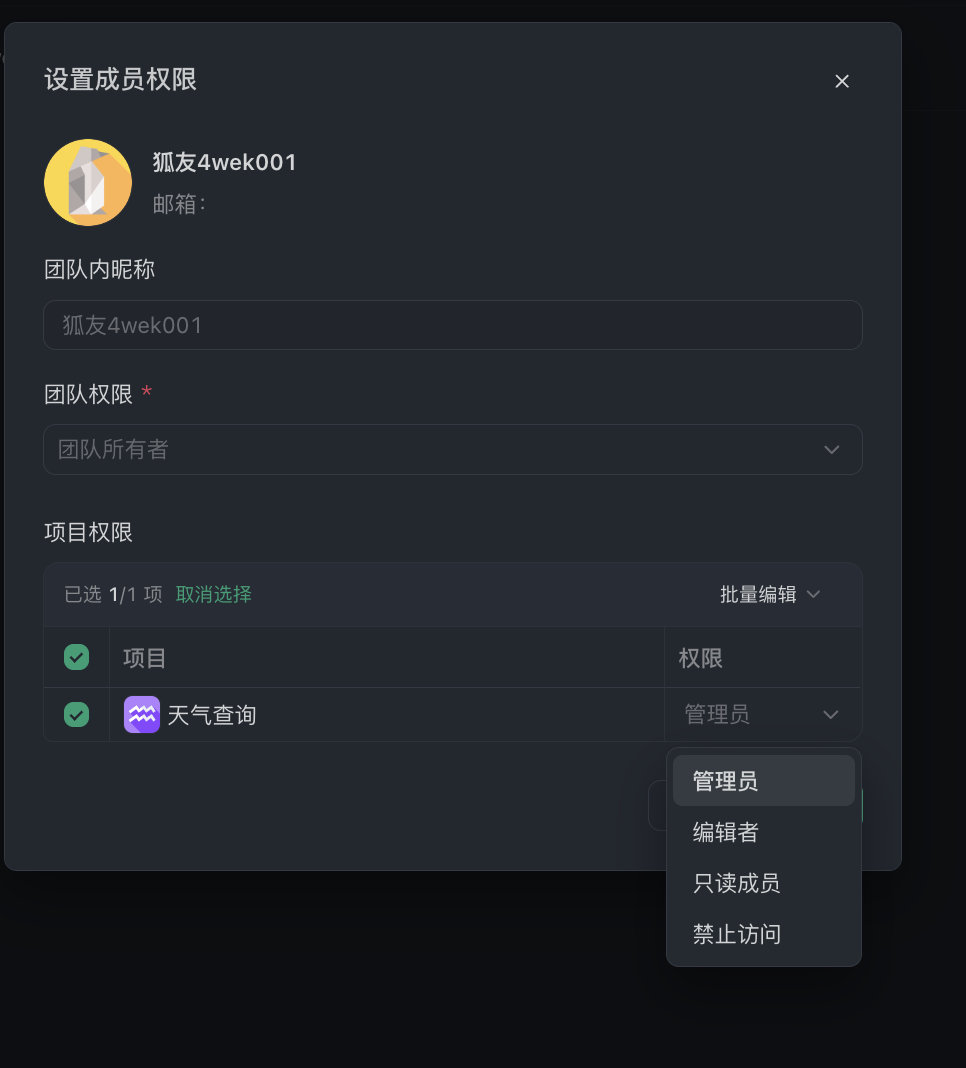 设置成员权限
狐友4wek001
邮箱：
团队内昵称
狐友4wek001
团队权限 *
团队所有者
项目权限
已选 1/1 项 取消选择 批量编辑
项目 权限
天气查询 管理员
管理员
编辑者
只读成员
禁止访问